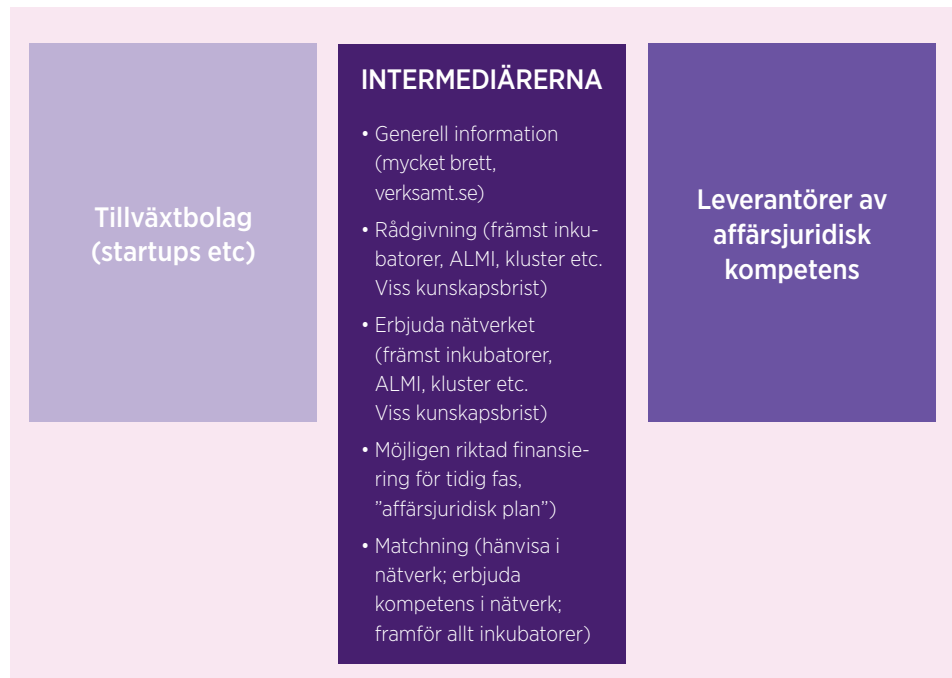 Tillväxtbolag
(startups etc)
INTERMEDIÄRERNA
• Generell information
(mycket brett,
verksamt.se)
• Rådgivning (främst inku-
batorer, ALMI, kluster etc.
Viss kunskapsbrist)
• Erbjuda nätverket
(främst inkubatorer,
ALMI, kluster etc.
Viss kunskapsbrist)
• Möjligen riktad finansie-
ring för tidig fas,
”affärsjuridisk plan”)
• Matchning (hänvisa i
nätverk; erbjuda
kompetens i nätverk;
framför allt inkubatorer)
Leverantörer av
affärsjuridisk
kompetens